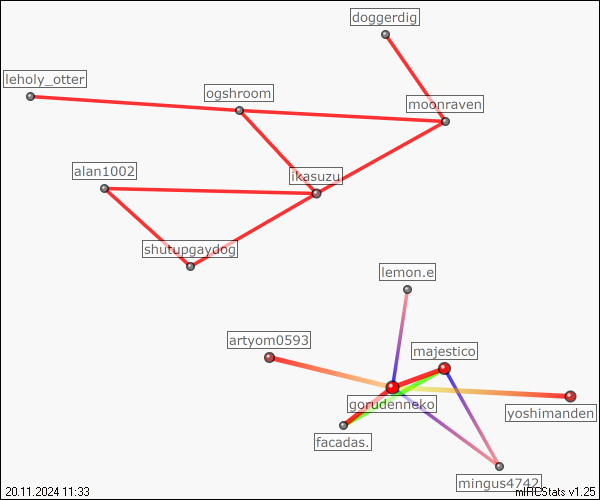 doggerdig
leholy_otter
ogshroom
moonraven
alan1002
ikasuzu
shutupgaydog
lemon.e
artyom0593
majestico
gorudenneko
yoshimanden
facadas.
mingus4742
20.11.2024 11:33
mIRCStats v1.25